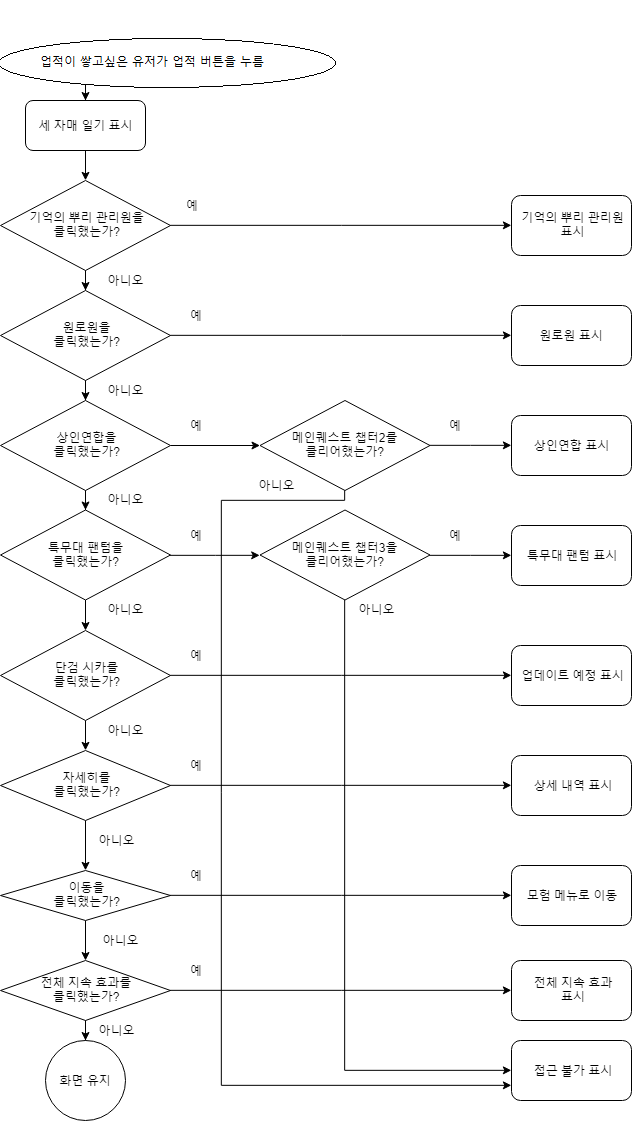 업적이 쌓고싶은 유저가 업적 버튼을 누름
세 자매 일기 표시
기억의 뿌리 관리원을
클릭했는가?
예
기억의 뿌리 관리원
표시
아니오
원로원을
클릭했는가?
예
원로원 표시
아니오
상인연합을
클릭했는가?
예
메인퀘스트 챕터2를
클리어했는가?
예
상인연합 표시
아니오
아니오
특무대 팬텀을
클릭했는가?
예
메인퀘스트 챕터3을
클리어했는가?
예
특무대 팬텀 표시
아니오
아니오
단검 시카를
클릭했는가?
예
업데이트 예정 표시
아니오
자세히를
클릭했는가?
예
상세 내역 표시
아니오
이동을
클릭했는가?
예
모험 메뉴로 이동
아니오
전체 지속 효과를
클릭했는가?
예
전체 지속 효과
표시
아니오
화면 유지
접근 불가 표시